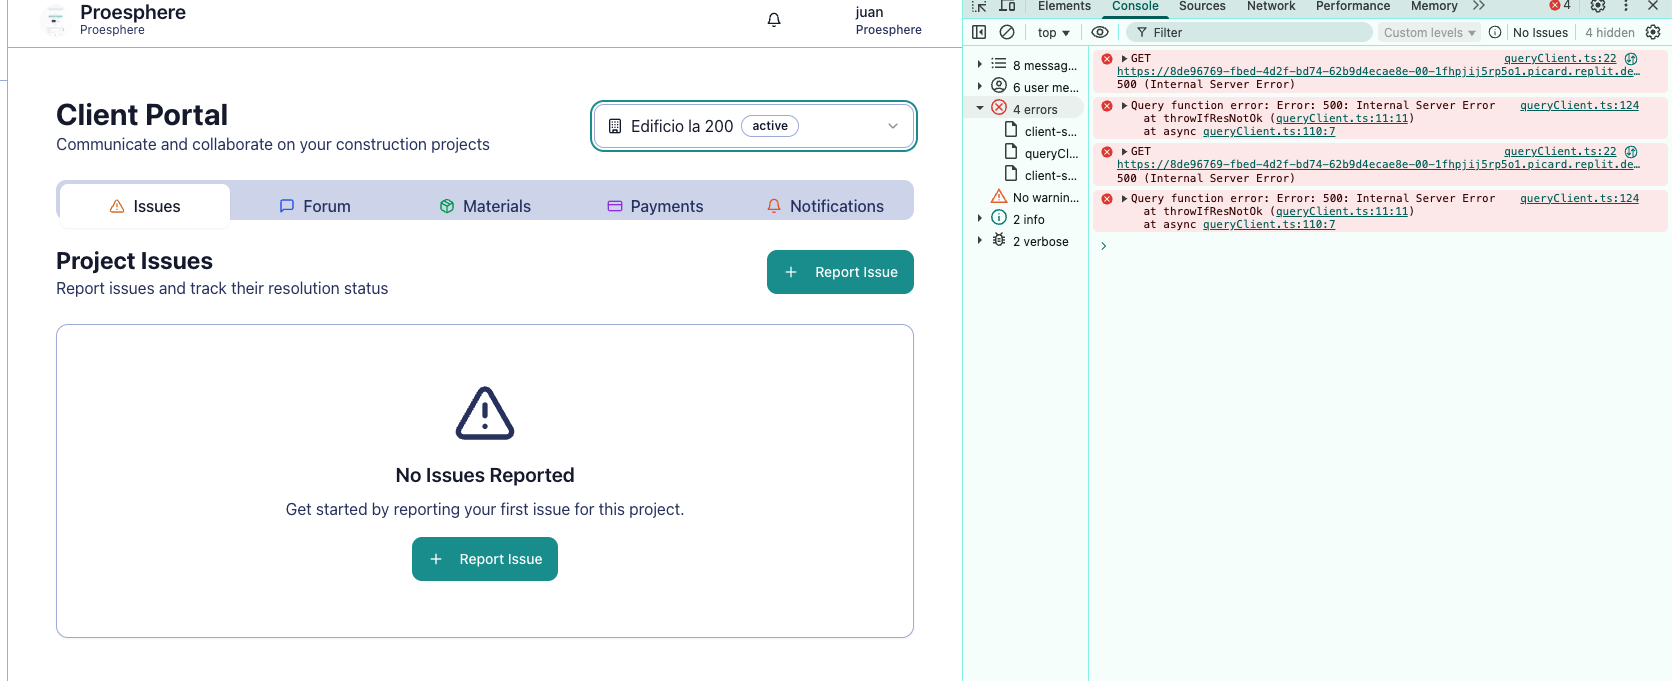 Proesphere
Proesphere
juan
Proesphere
Client Portal
Communicate and collaborate on your construction projects
Edificio la 200 active
Issues Forum Materials Payments Notifications
Project Issues
Report issues and track their resolution status
+ Report Issue
No Issues Reported
Get started by reporting your first issue for this project.
+ Report Issue
Elements Console Sources Network Performance Memory 4
top Filter Custom levels No Issues 4 hidden
8 messag...
6 user me...
4 errors
client-s...
queryCl...
client-s...
No warnin...
2 info
2 verbose
GET queryClient.ts:22
https://8de96769-fbed-4d2f-bd74-62b9d4ecae8e-00-1fhpjij5rp5o1.picard.replit.de…
500 (Internal Server Error)
Query function error: Error: 500: Internal Server Error queryClient.ts:124
at throwIfResNotOk (queryClient.ts:11:11)
at async queryClient.ts:110:7
GET queryClient.ts:22
https://8de96769-fbed-4d2f-bd74-62b9d4ecae8e-00-1fhpjij5rp5o1.picard.replit.de…
500 (Internal Server Error)
Query function error: Error: 500: Internal Server Error queryClient.ts:124
at throwIfResNotOk (queryClient.ts:11:11)
at async queryClient.ts:110:7